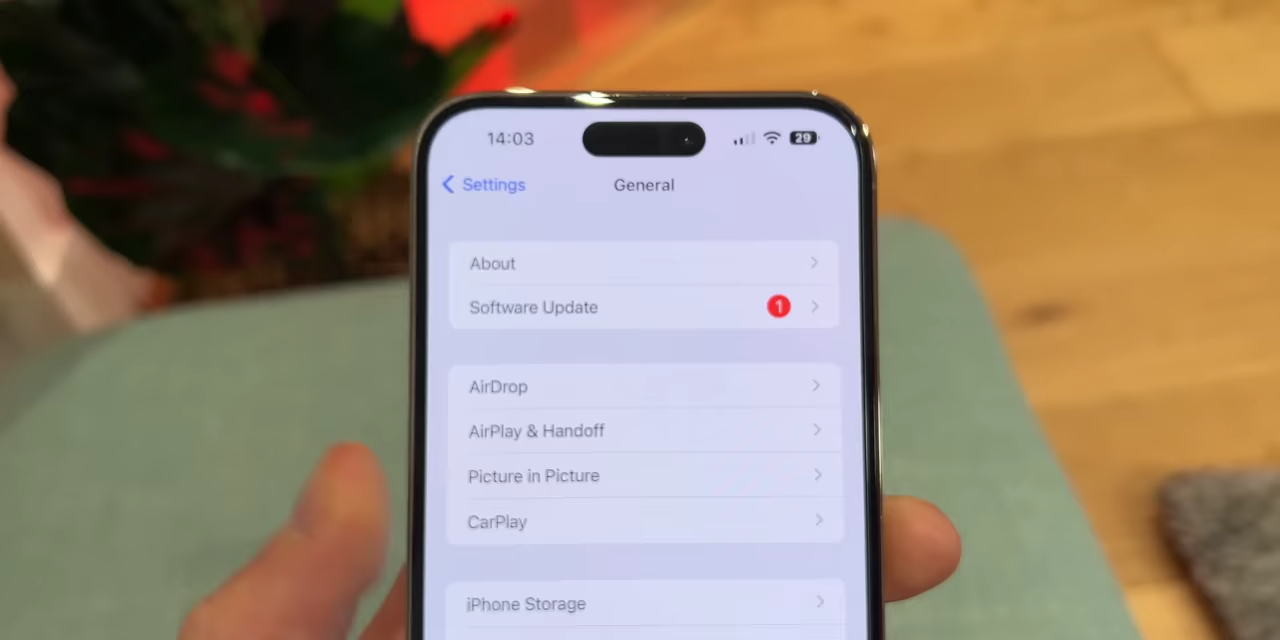 14:03 29
Settings General
About
Software Update 1
AirDrop
AirPlay & Handoff
Picture in Picture
CarPlay
iPhone Storage